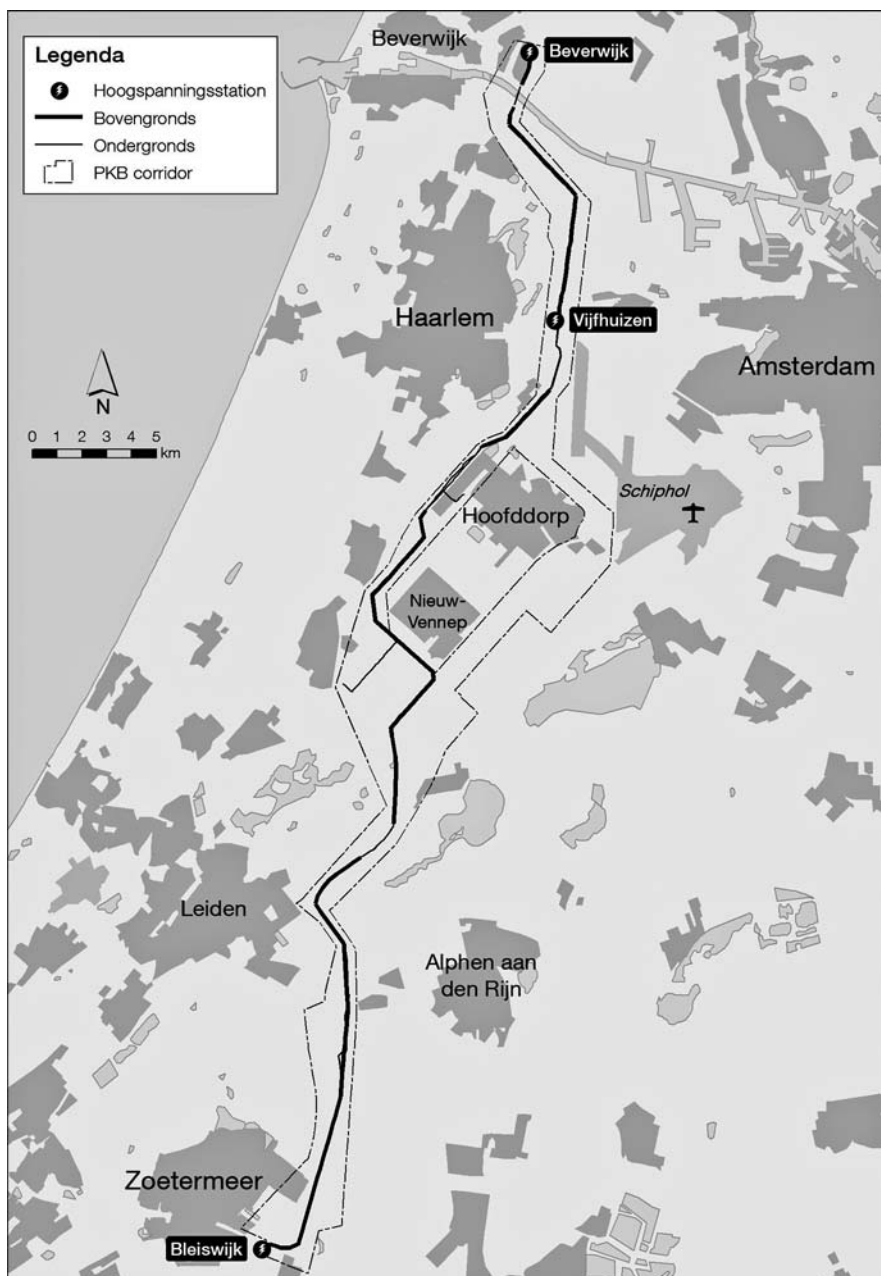 Legenda
Hoogspanningsstation
Bovengronds
Ondergronds
PKB corridor
Beverwijk
Beverwijk
Haarlem
Vijfhuizen
Amsterdam
N
0 1 2 3 4 5
km
Schiphol
Hoofddorp
Nieuw-
Vennep
Leiden
Alphen aan
den Rijn
Zoetermeer
Bleiswijk